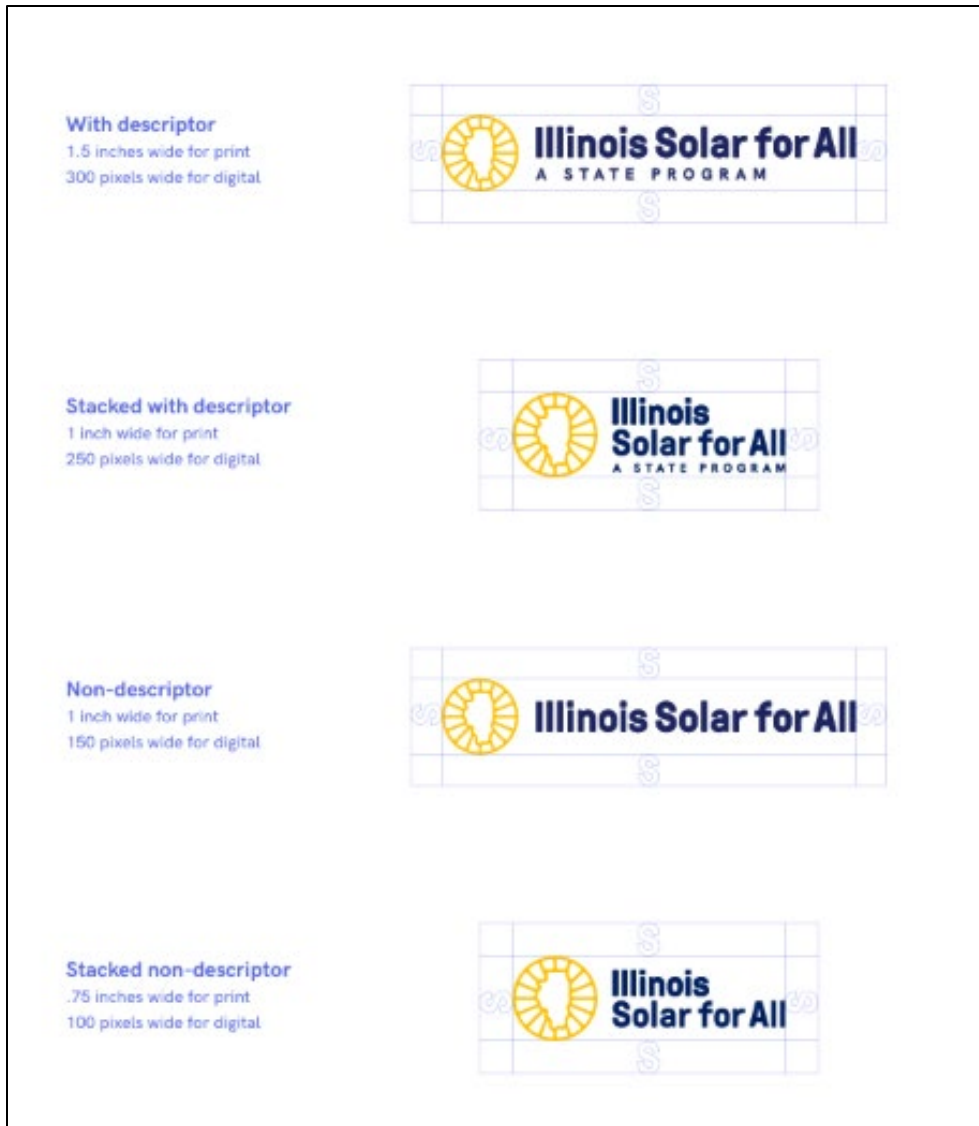 With descriptor
1.5 inches wide for print
300 pixels wide for digital
S
S
Illinois Solar for All
S
A STATE PROGRAM
S
Stacked with descriptor
1 inch wide for print
250 pixels wide for digital
S
Illinois
S
Solar for All
S
A STATE PROGRAM
S
Non-descriptor
1 inch wide for print
150 pixels wide for digital
S
S
Illinois Solar for All
S
S
Stacked non-descriptor
.75 inches wide for print
100 pixels wide for digital
S
Illinois
S
Solar for All
S
S